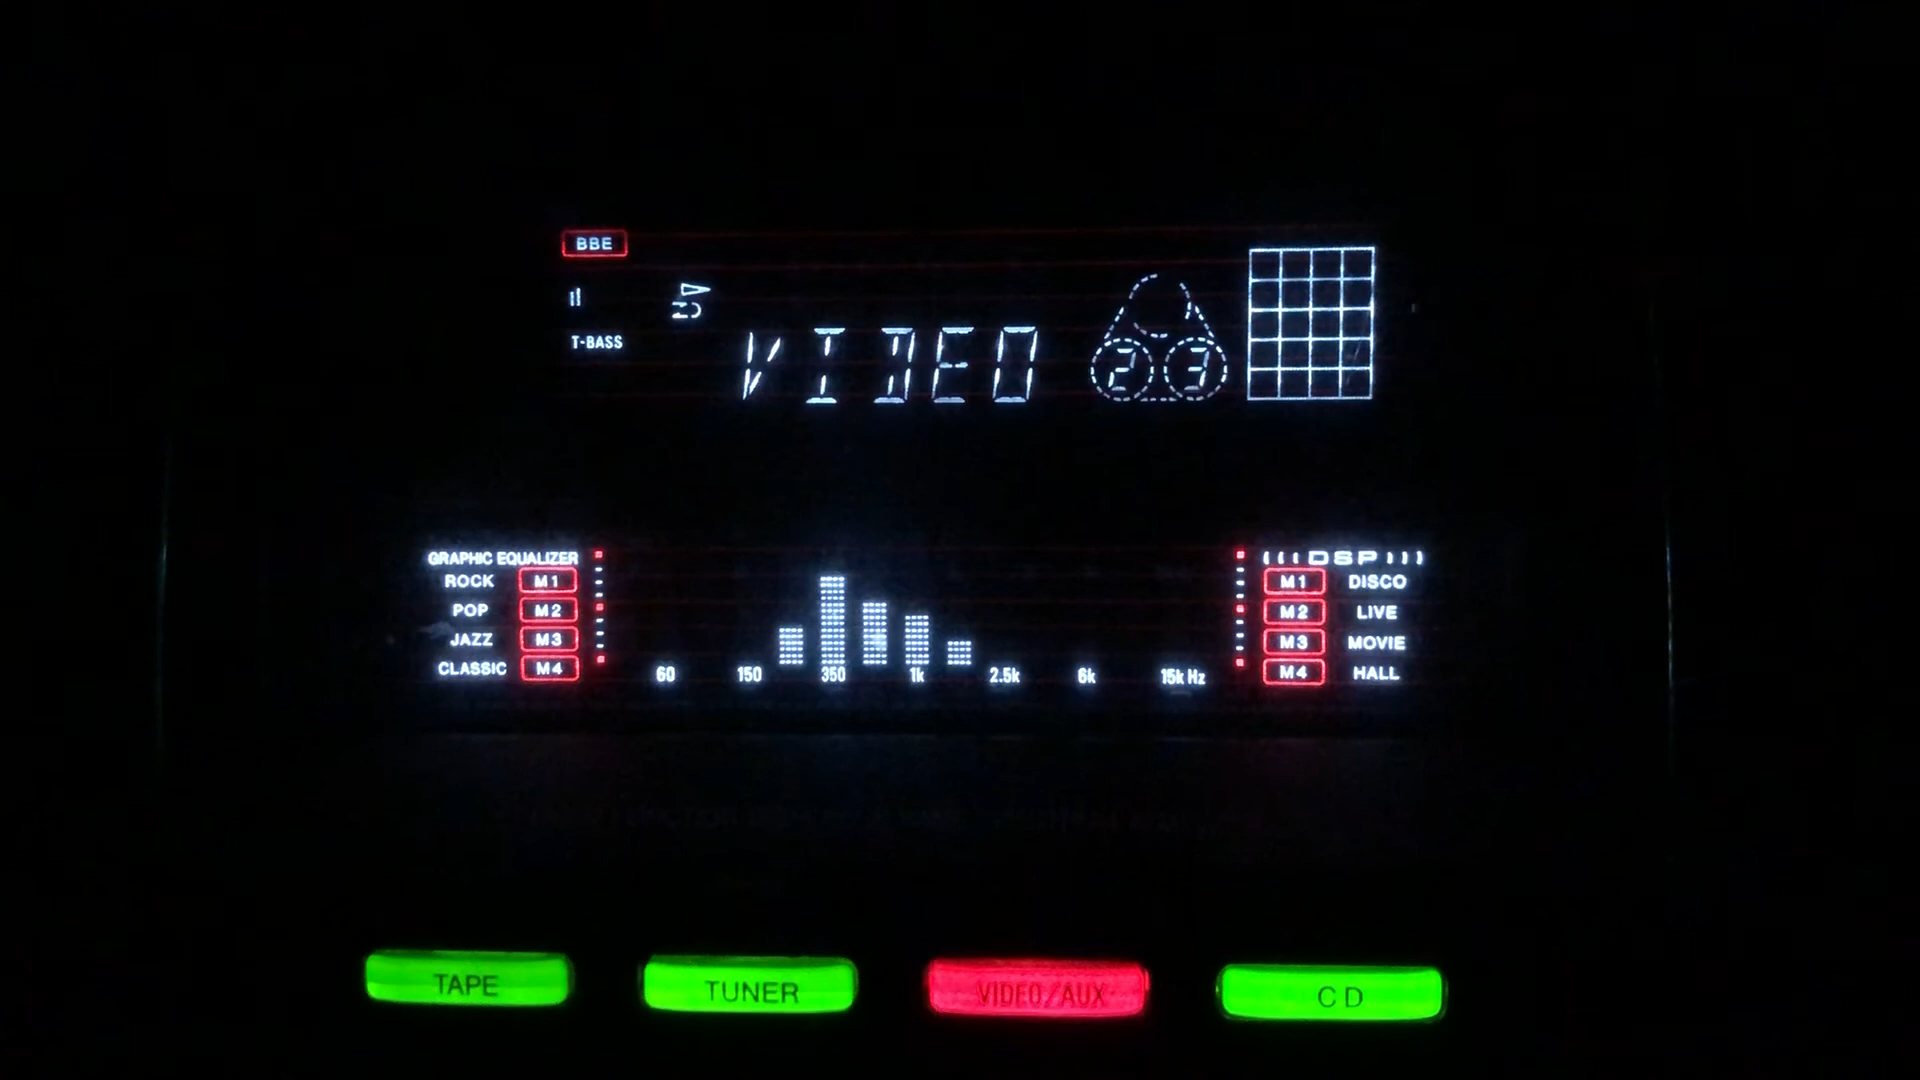 BBE
T-BASS
VIDEO
2 3
GRAPHIC EQUALIZER
ROCK M1
POP M2
JAZZ M3
CLASSIC M4
60 150 350 1k 2.5k 6k 15k Hz
(((DSP)))
M1 DISCO
M2 LIVE
M3 MOVIE
M4 HALL
TAPE
TUNER
VIDEO/AUX
CD